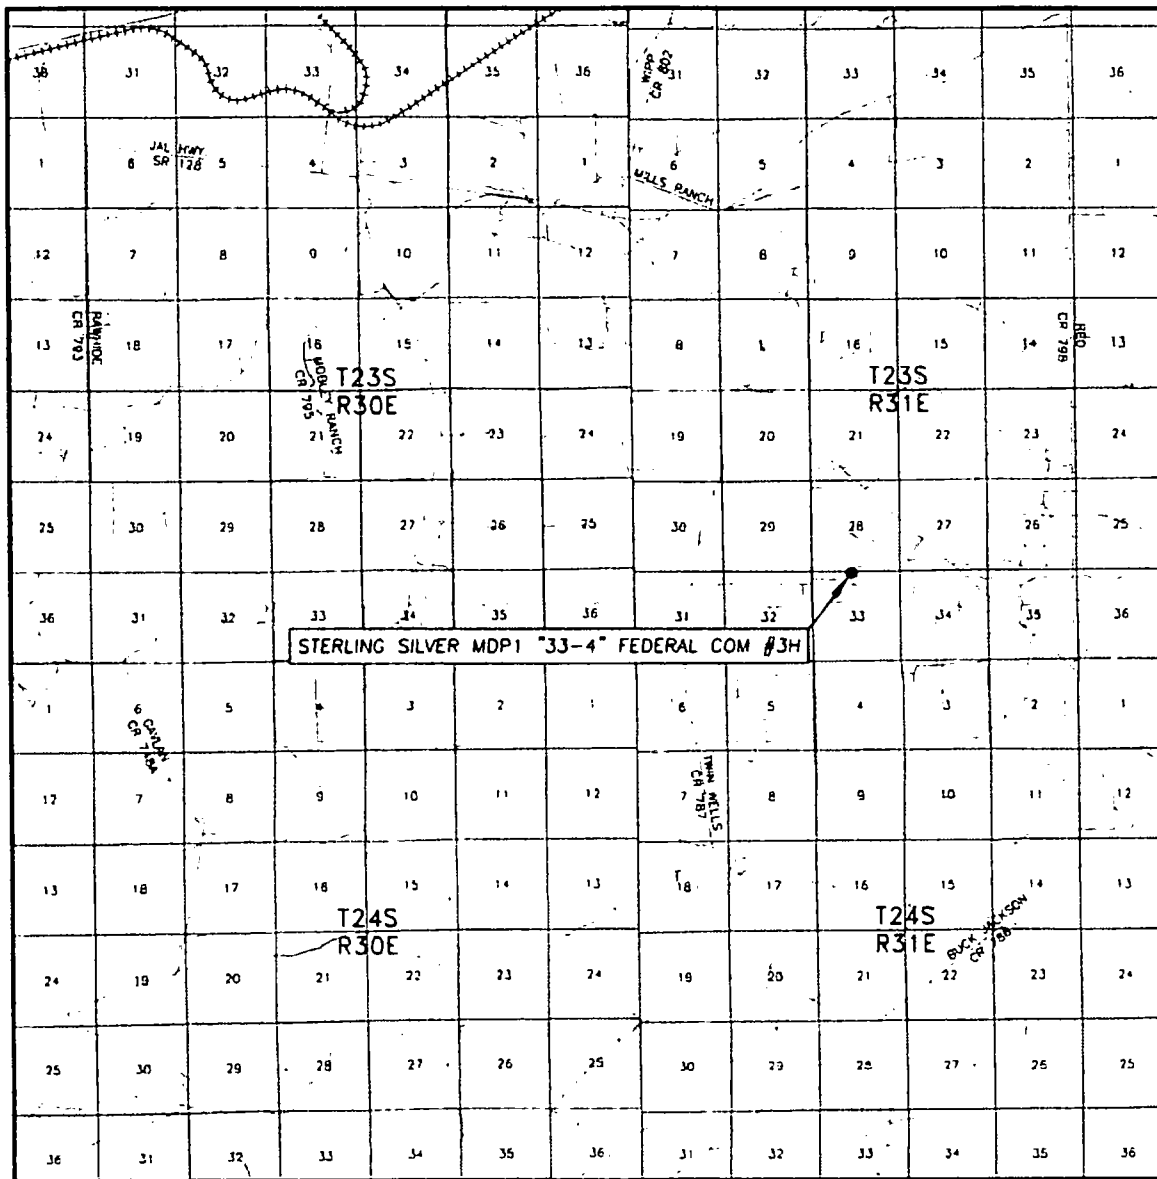 36 31 32 33 34 35 36 31 32 33 34 35 36
WIPP
CR 802
JAL HWY
SR 128
1 6 5 4 3 2 1 6 5 4 3 2 1
MILLS RANCH
12 7 8 9 10 11 12 7 8 9 10 11 12
RAWHIDE
CR 793
RED
CR 798
13 18 17 16 15 14 13 8 16 15 14 13
MOBLEY RANCH
CR 795
T23S
R30E
T23S
R31E
24 19 20 21 22 23 24 19 20 21 22 23 24
25 30 29 28 27 26 25 30 29 28 27 26 25
36 31 32 33 34 35 36 31 32 33 34 35 36
STERLING SILVER MDP1 "33-4" FEDERAL COM #3H
1 6 5 3 2 1 6 5 4 3 2 1
CR 748A
TWIN WELLS
CR 787
12 7 8 9 10 11 12 7 8 9 10 11 12
13 18 17 16 15 14 13 18 17 16 15 14 13
T24S
R30E
T24S
R31E
BUCK JACKSON
CR 788
24 19 20 21 22 23 24 19 20 21 22 23 24
25 30 29 28 27 26 25 30 29 28 27 26 25
36 31 32 33 34 35 36 31 32 33 34 35 36